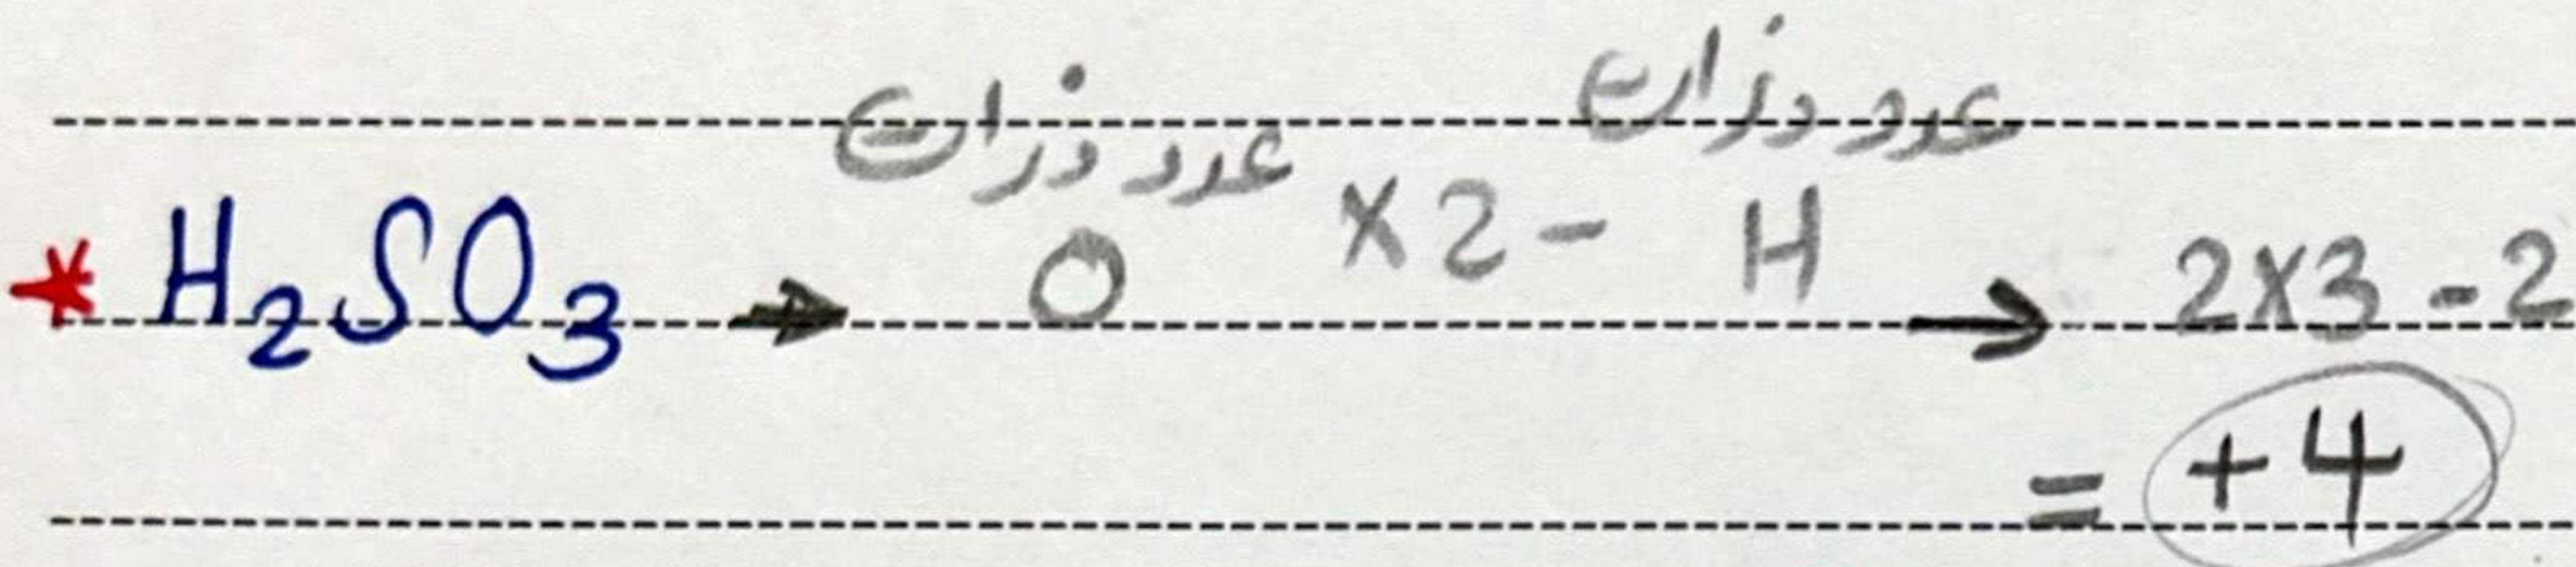 عدد ذرات عدد ذرات
* H₂SO₃ → O × 2 - H → 2×3 - 2
= +4